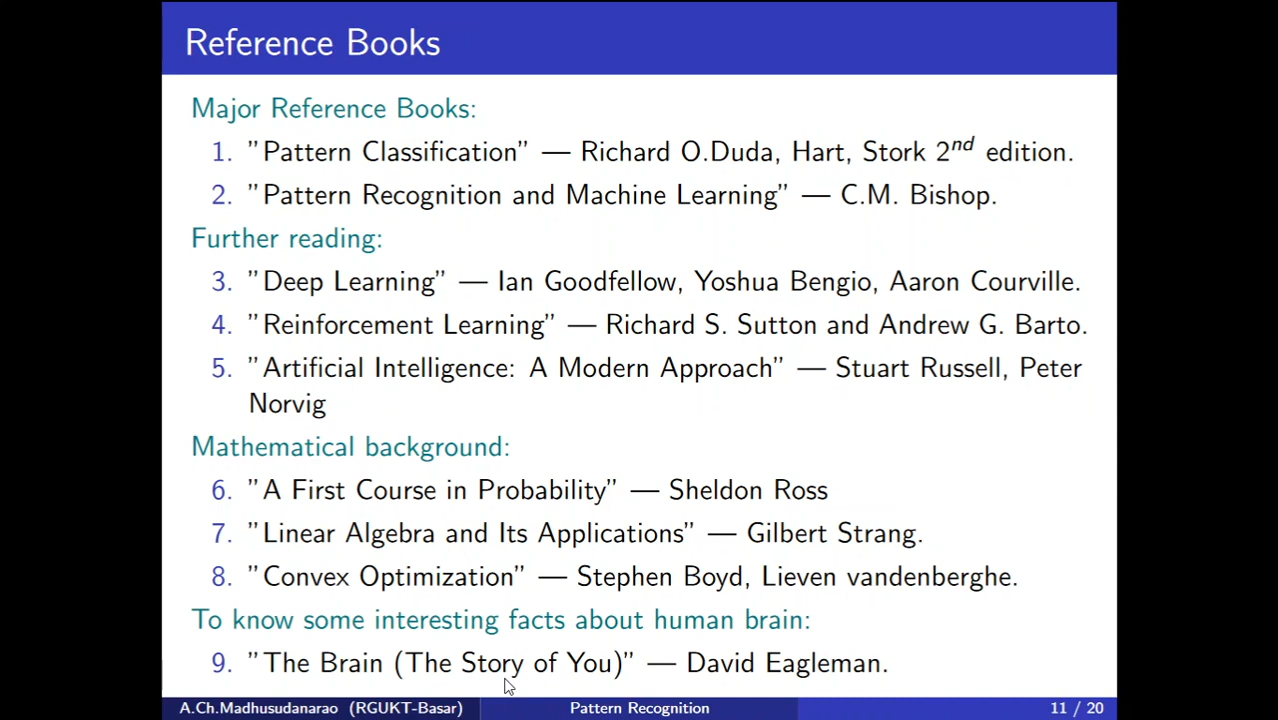 Reference Books
Major Reference Books:
1. "Pattern Classification" — Richard O.Duda, Hart, Stork 2nd edition.
2. "Pattern Recognition and Machine Learning" — C.M. Bishop.
Further reading:
3. "Deep Learning" — Ian Goodfellow, Yoshua Bengio, Aaron Courville.
4. "Reinforcement Learning" — Richard S. Sutton and Andrew G. Barto.
5. "Artificial Intelligence: A Modern Approach" — Stuart Russell, Peter
Norvig
Mathematical background:
6. "A First Course in Probability" — Sheldon Ross
7. "Linear Algebra and Its Applications" — Gilbert Strang.
8. "Convex Optimization" — Stephen Boyd, Lieven vandenberghe.
To know some interesting facts about human brain:
9. "The Brain (The Story of You)" — David Eagleman.
A.Ch.Madhusudanarao (RGUKT-Basar) Pattern Recognition 11 / 20